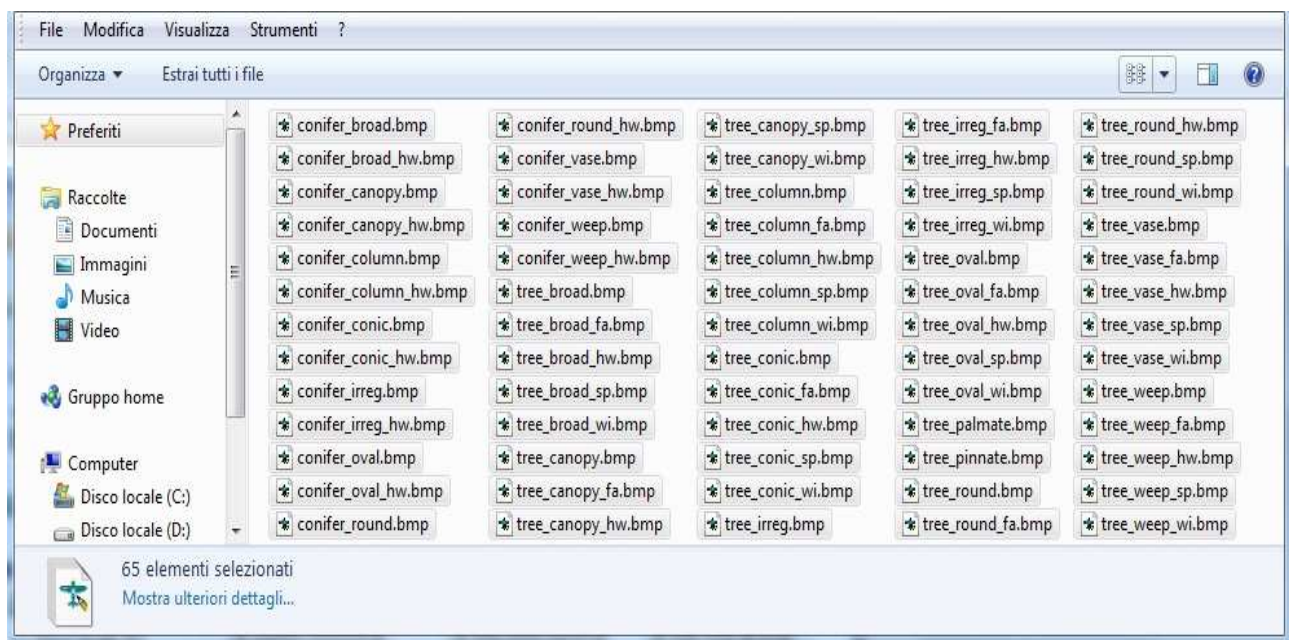 File Modifica Visualizza Strumenti ?
Organizza Estrai tutti i file
Preferiti
Raccolte
Documenti
Immagini
Musica
Video
Gruppo home
Computer
Disco locale (C:)
Disco locale (D:)
conifer_broad.bmp conifer_round_hw.bmp tree_canopy_sp.bmp tree_irreg_fa.bmp tree_round_hw.bmp
conifer_broad_hw.bmp conifer_vase.bmp tree_canopy_wi.bmp tree_irreg_hw.bmp tree_round_sp.bmp
conifer_canopy.bmp conifer_vase_hw.bmp tree_column.bmp tree_irreg_sp.bmp tree_round_wi.bmp
conifer_canopy_hw.bmp conifer_weep.bmp tree_column_fa.bmp tree_irreg_wi.bmp tree_vase.bmp
conifer_column.bmp conifer_weep_hw.bmp tree_column_hw.bmp tree_oval.bmp tree_vase_fa.bmp
conifer_column_hw.bmp tree_broad.bmp tree_column_sp.bmp tree_oval_fa.bmp tree_vase_hw.bmp
conifer_conic.bmp tree_broad_fa.bmp tree_column_wi.bmp tree_oval_hw.bmp tree_vase_sp.bmp
conifer_conic_hw.bmp tree_broad_hw.bmp tree_conic.bmp tree_oval_sp.bmp tree_vase_wi.bmp
conifer_irreg.bmp tree_broad_sp.bmp tree_conic_fa.bmp tree_oval_wi.bmp tree_weep.bmp
conifer_irreg_hw.bmp tree_broad_wi.bmp tree_conic_hw.bmp tree_palmate.bmp tree_weep_fa.bmp
conifer_oval.bmp tree_canopy.bmp tree_conic_sp.bmp tree_pinnate.bmp tree_weep_hw.bmp
conifer_oval_hw.bmp tree_canopy_fa.bmp tree_conic_wi.bmp tree_round.bmp tree_weep_sp.bmp
conifer_round.bmp tree_canopy_hw.bmp tree_irreg.bmp tree_round_fa.bmp tree_weep_wi.bmp
65 elementi selezionati
Mostra ulteriori dettagli...